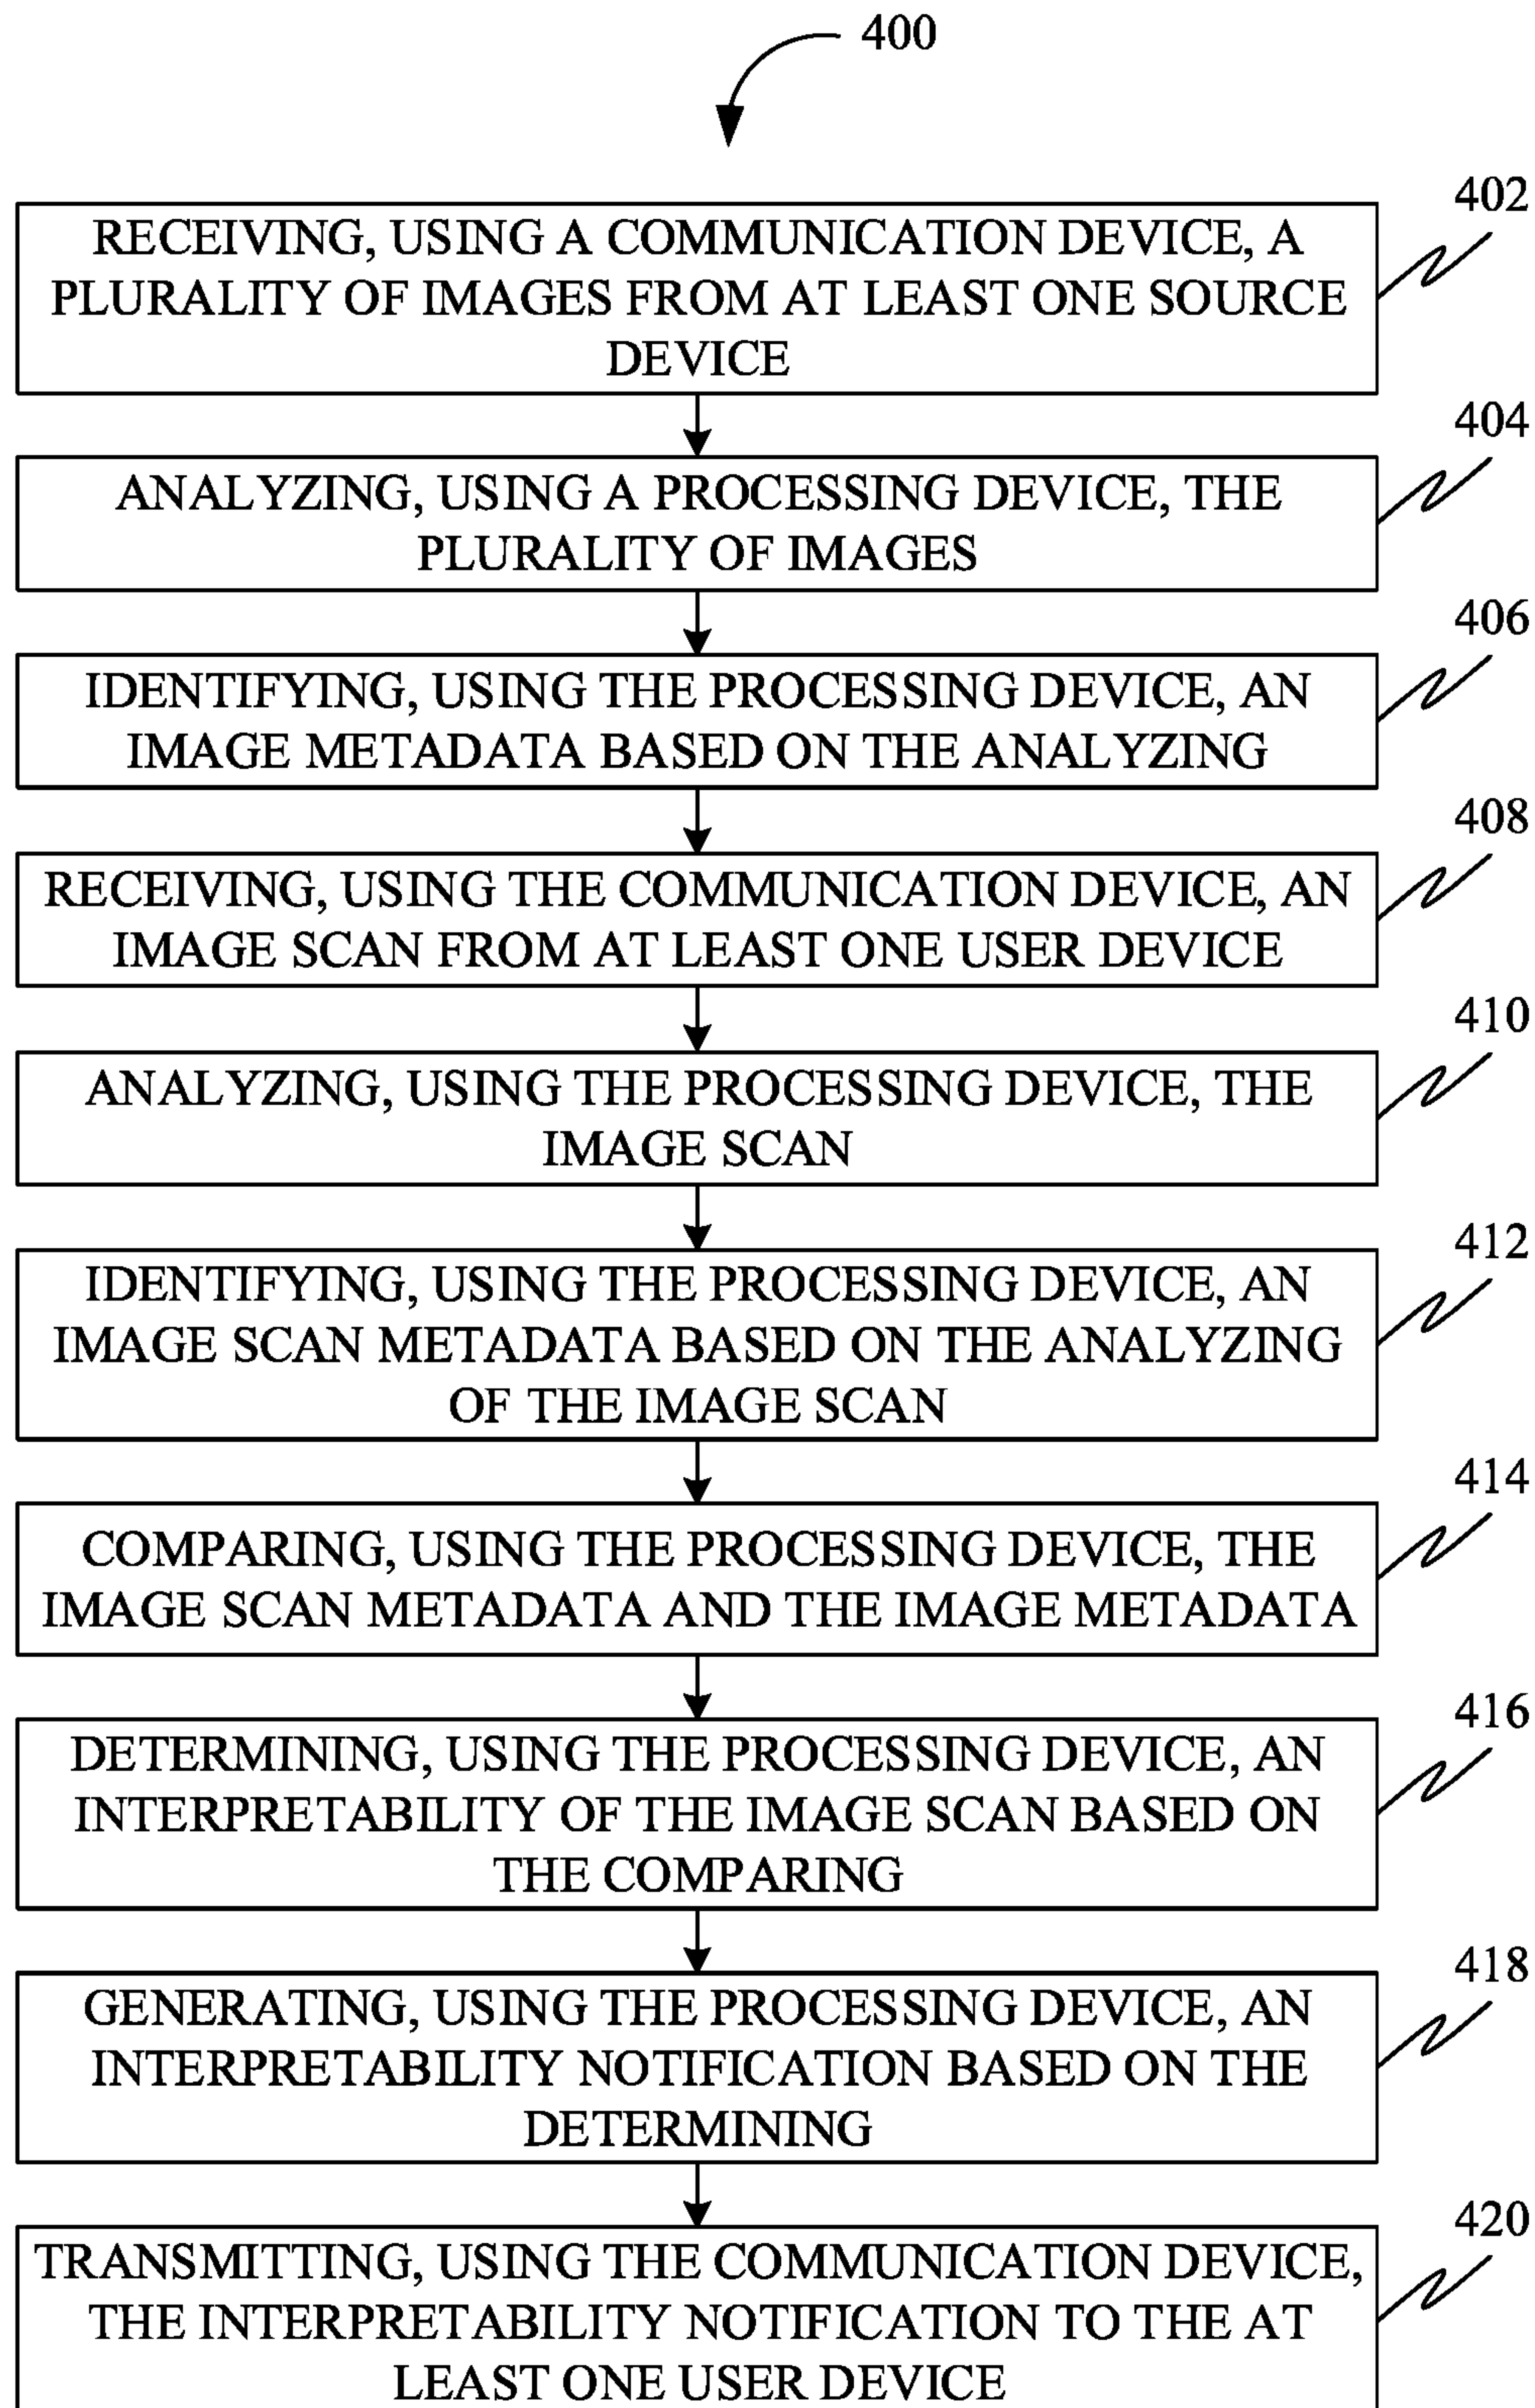 400
402
RECEIVING, USING A COMMUNICATION DEVICE, A
PLURALITY OF IMAGES FROM AT LEAST ONE SOURCE
DEVICE
404
ANALYZING, USING A PROCESSING DEVICE, THE
PLURALITY OF IMAGES
406
IDENTIFYING, USING THE PROCESSING DEVICE, AN
IMAGE METADATA BASED ON THE ANALYZING
408
RECEIVING, USING THE COMMUNICATION DEVICE, AN
IMAGE SCAN FROM AT LEAST ONE USER DEVICE
410
ANALYZING, USING THE PROCESSING DEVICE, THE
IMAGE SCAN
412
IDENTIFYING, USING THE PROCESSING DEVICE, AN
IMAGE SCAN METADATA BASED ON THE ANALYZING
OF THE IMAGE SCAN
414
COMPARING, USING THE PROCESSING DEVICE, THE
IMAGE SCAN METADATA AND THE IMAGE METADATA
416
DETERMINING, USING THE PROCESSING DEVICE, AN
INTERPRETABILITY OF THE IMAGE SCAN BASED ON
THE COMPARING
418
GENERATING, USING THE PROCESSING DEVICE, AN
INTERPRETABILITY NOTIFICATION BASED ON THE
DETERMINING
420
TRANSMITTING, USING THE COMMUNICATION DEVICE,
THE INTERPRETABILITY NOTIFICATION TO THE AT
LEAST ONE USER DEVICE